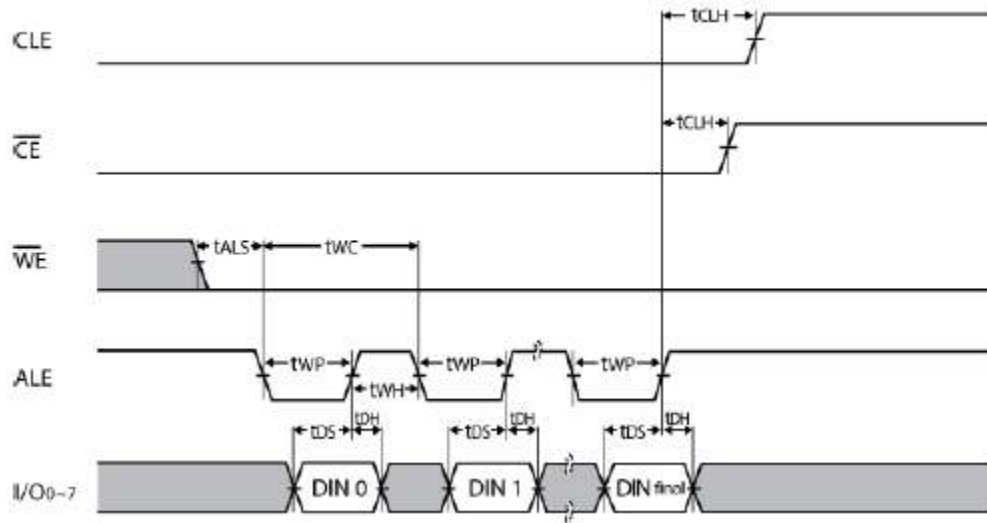 CLE
tCLH
CE
tCLH
WE
tALS
tWC
ALE
tWP
tWP
tWP
tWH
tDS
tDH
tDS
tDH
tDS
tDH
I/O0~7
DIN 0
DIN 1
DIN final